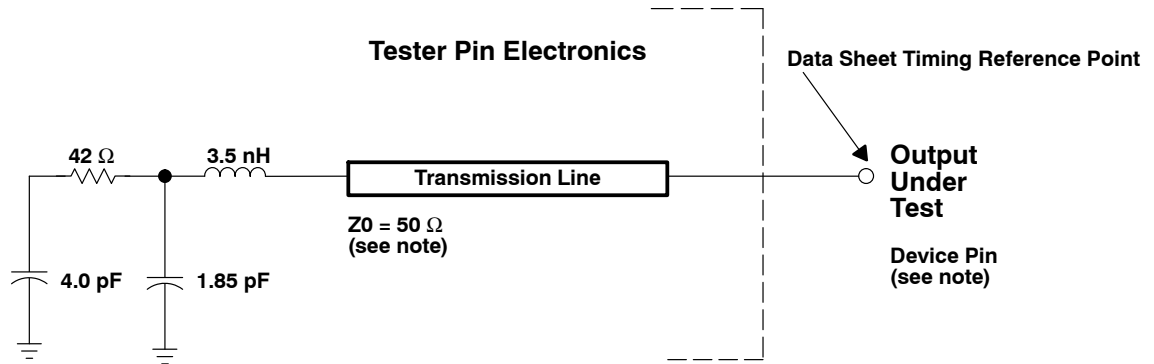 Tester Pin Electronics
Data Sheet Timing Reference Point
42 Ω
3.5 nH
Transmission Line
Output
Under
Test
Z0 = 50 Ω
(see note)
Device Pin
(see note)
4.0 pF
1.85 pF